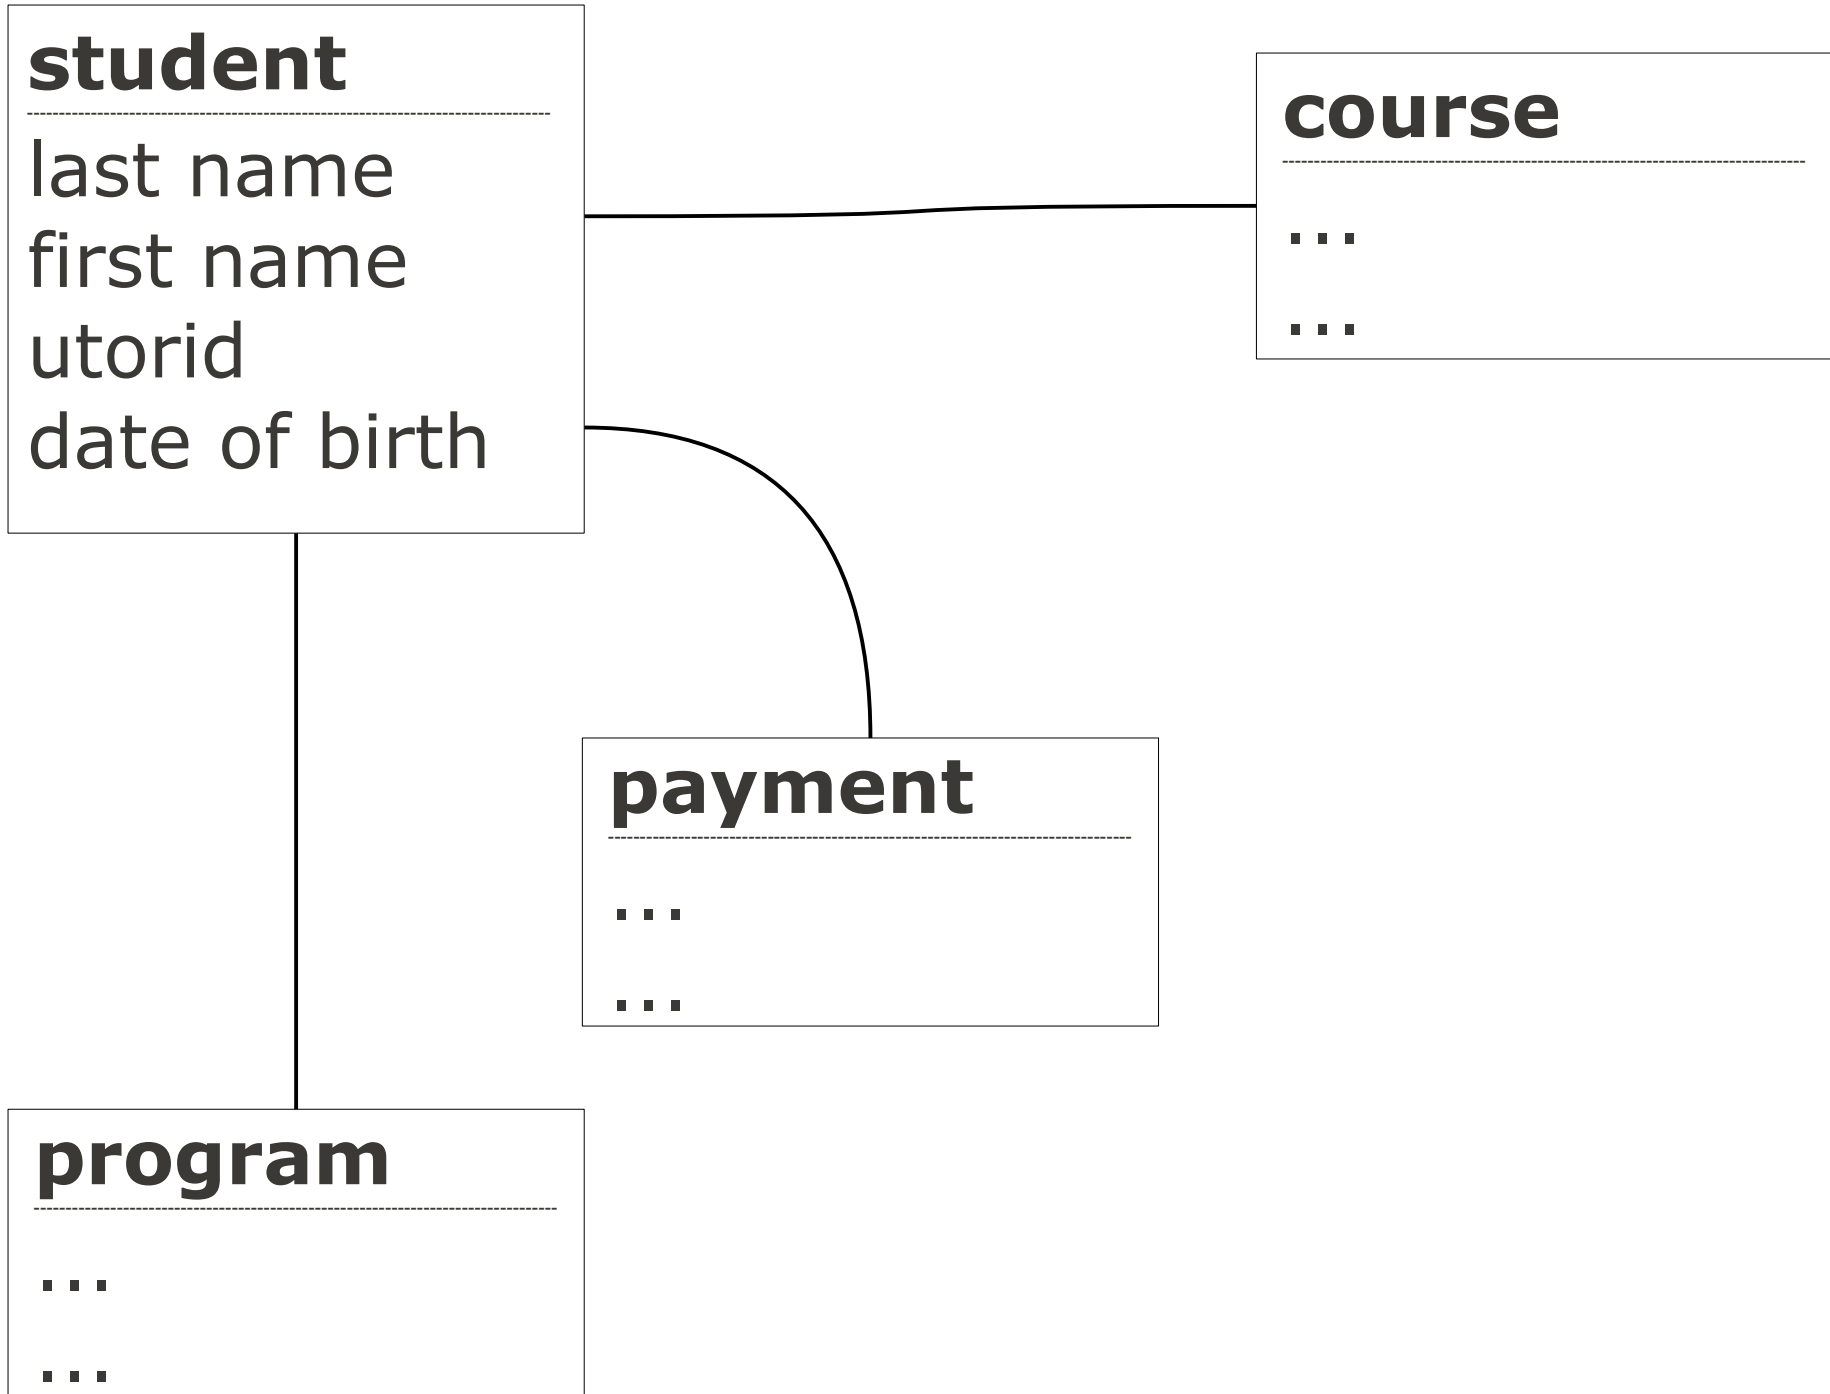 student
last name
first name
utorid
date of birth
course
...
...
payment
...
...
program
...
...